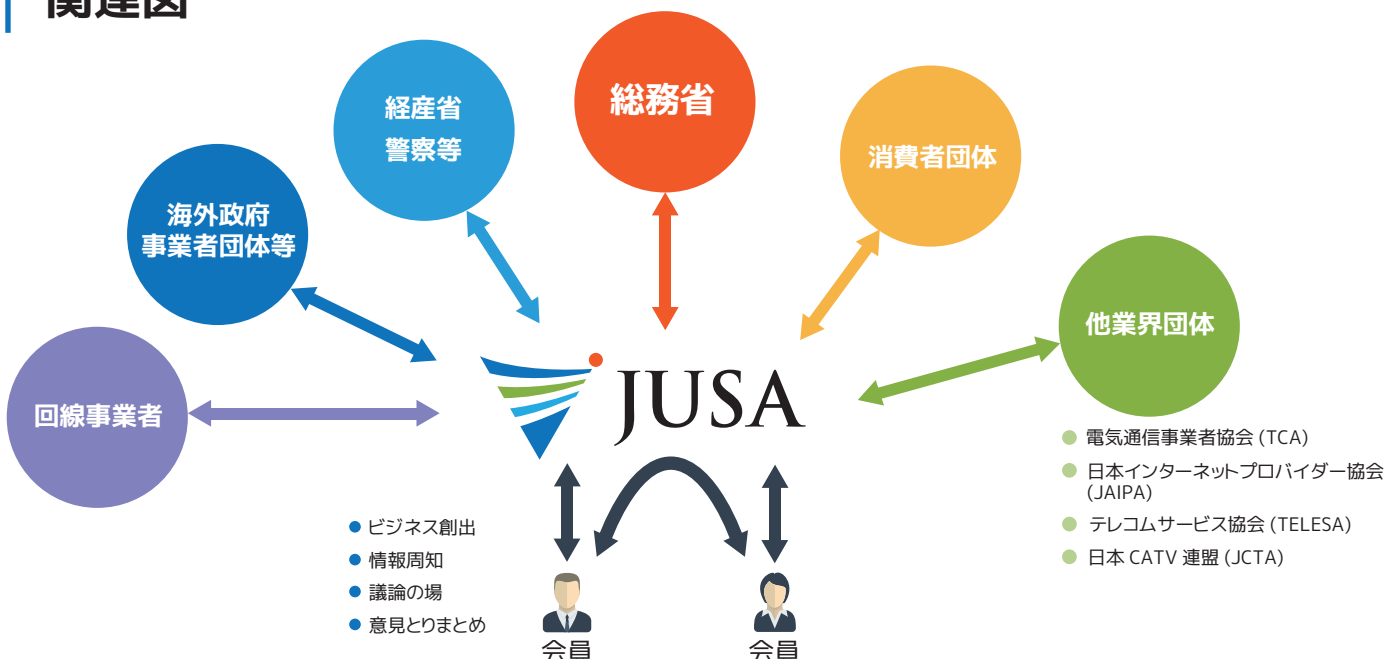 関連図
総務省
経産省
警察等
消費者団体
海外政府
事業者団体等
他業界団体
回線事業者
JUSA
電気通信事業者協会 (TCA)
日本インターネットプロバイダー協会
(JAIPA)
テレコムサービス協会 (TELESA)
日本 CATV 連盟 (JCTA)
ビジネス創出
情報周知
議論の場
意見とりまとめ
会員
会員